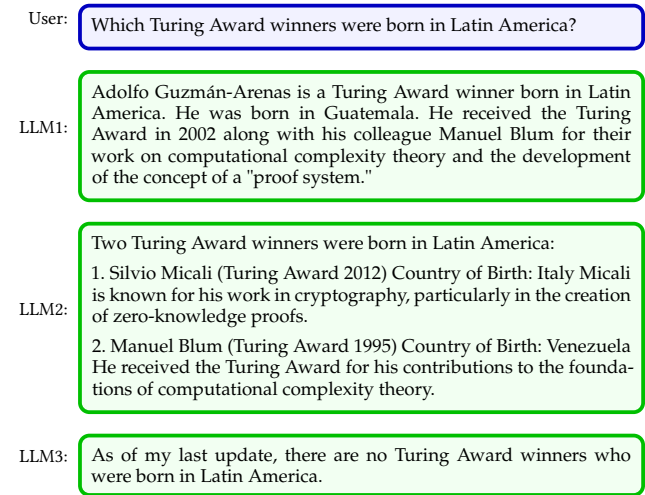 User:
Which Turing Award winners were born in Latin America?
LLM1:
Adolfo Guzmán-Arenas is a Turing Award winner born in Latin
America. He was born in Guatemala. He received the Turing
Award in 2002 along with his colleague Manuel Blum for their
work on computational complexity theory and the development
of the concept of a "proof system."
LLM2:
Two Turing Award winners were born in Latin America:
1. Silvio Micali (Turing Award 2012) Country of Birth: Italy Micali
is known for his work in cryptography, particularly in the creation
of zero-knowledge proofs.
2. Manuel Blum (Turing Award 1995) Country of Birth: Venezuela
He received the Turing Award for his contributions to the founda-
tions of computational complexity theory.
LLM3:
As of my last update, there are no Turing Award winners who
were born in Latin America.